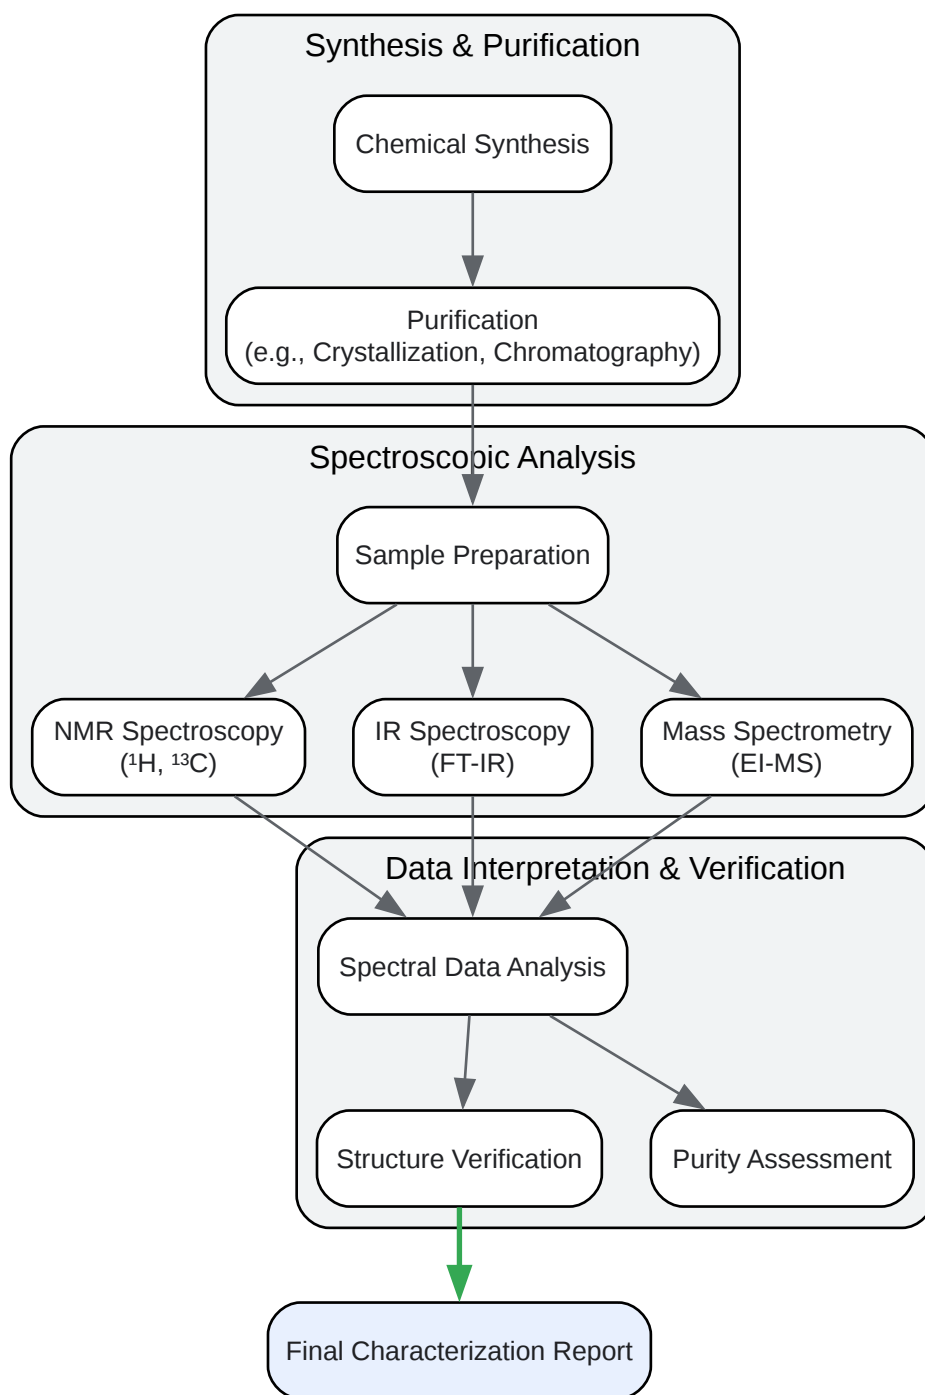 Synthesis & Purification
Chemical Synthesis
Purification
(e.g., Crystallization, Chromatography)
Spectroscopic Analysis
Sample Preparation
NMR Spectroscopy
(¹H, ¹³C)
IR Spectroscopy
(FT-IR)
Mass Spectrometry
(EI-MS)
Data Interpretation & Verification
Spectral Data Analysis
Structure Verification
Purity Assessment
Final Characterization Report